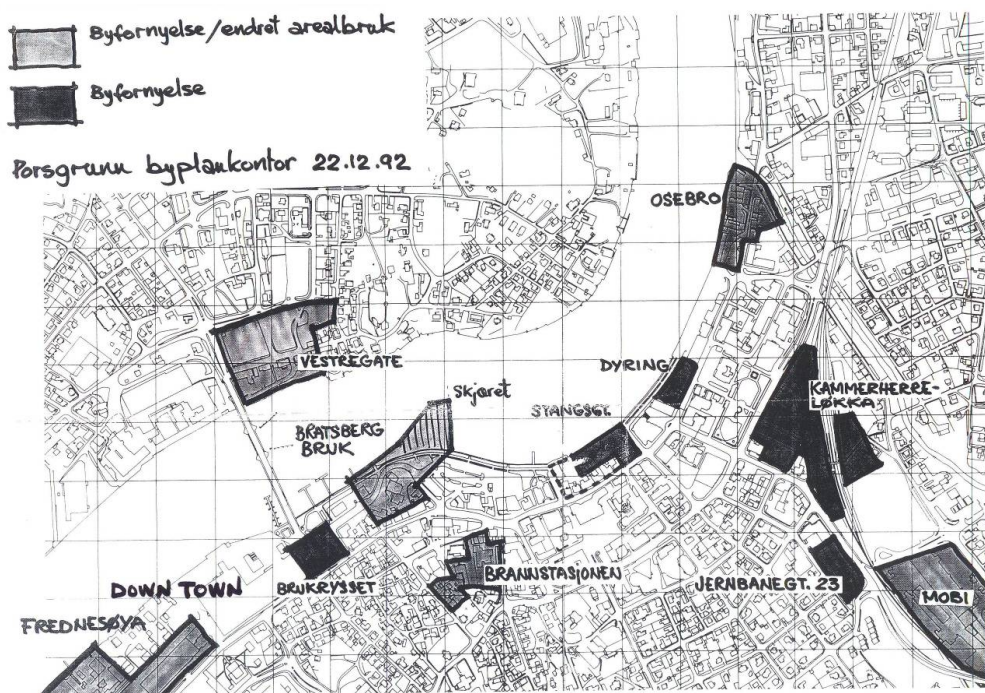 Byfornyelse/endret arealbruk
Byfornyelse
Porsgrunn byplankontor 22.12.92
OSEBRO
VESTREGATE
DYRING
KAMMERHERRE-
LØKKA
Skjæret
STANGSGT.
BRATSBERG
BRUK
BRUKRYSSET
BRANNSTASJONEN
JERNBANEGT. 23
MOBI
DOWN TOWN
FREDNESØYA